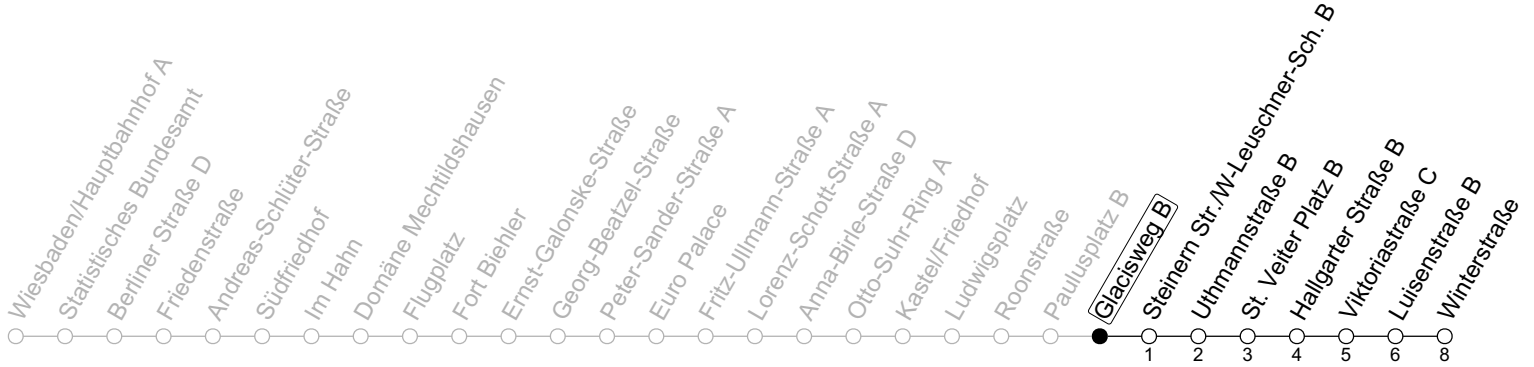 Wiesbaden/Hauptbahnhof A
Statistisches Bundesamt
Berliner Straße D
Friedenstraße
Andreas-Schlüter-Straße
Südfriedhof
Im Hahn
Domäne Mechtildshausen
Flugplatz
Fort Biehler
Ernst-Galonske-Straße
Georg-Beatzel-Straße
Peter-Sander-Straße A
Euro Palace
Fritz-Ullmann-Straße A
Lorenz-Schott-Straße A
Anna-Birle-Straße D
Otto-Suhr-Ring A
Kastel/Friedhof
Ludwigsplatz
Roonstraße
Paulusplatz B
Glacisweg B
Steinern Str./W-Leuschner-Sch. B
Uthmannstraße B
St. Veiter Platz B
Hallgarter Straße B
Viktoriastraße C
Luisenstraße B
Winterstraße
1 2 3 4 5 6 8